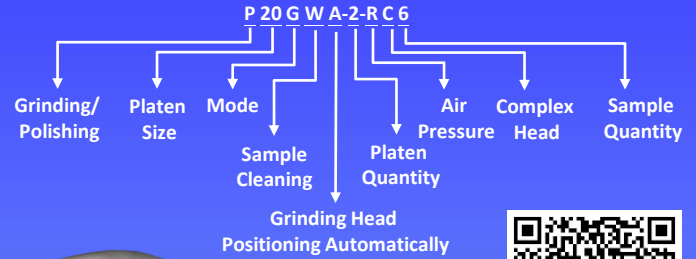 P 20 G W A-2-R C 6
Grinding/
Polishing
Platen
Size
Mode
Sample
Cleaning
Grinding Head
Positioning Automatically
Platen
Quantity
Air
Pressure
Complex
Head
Sample
Quantity